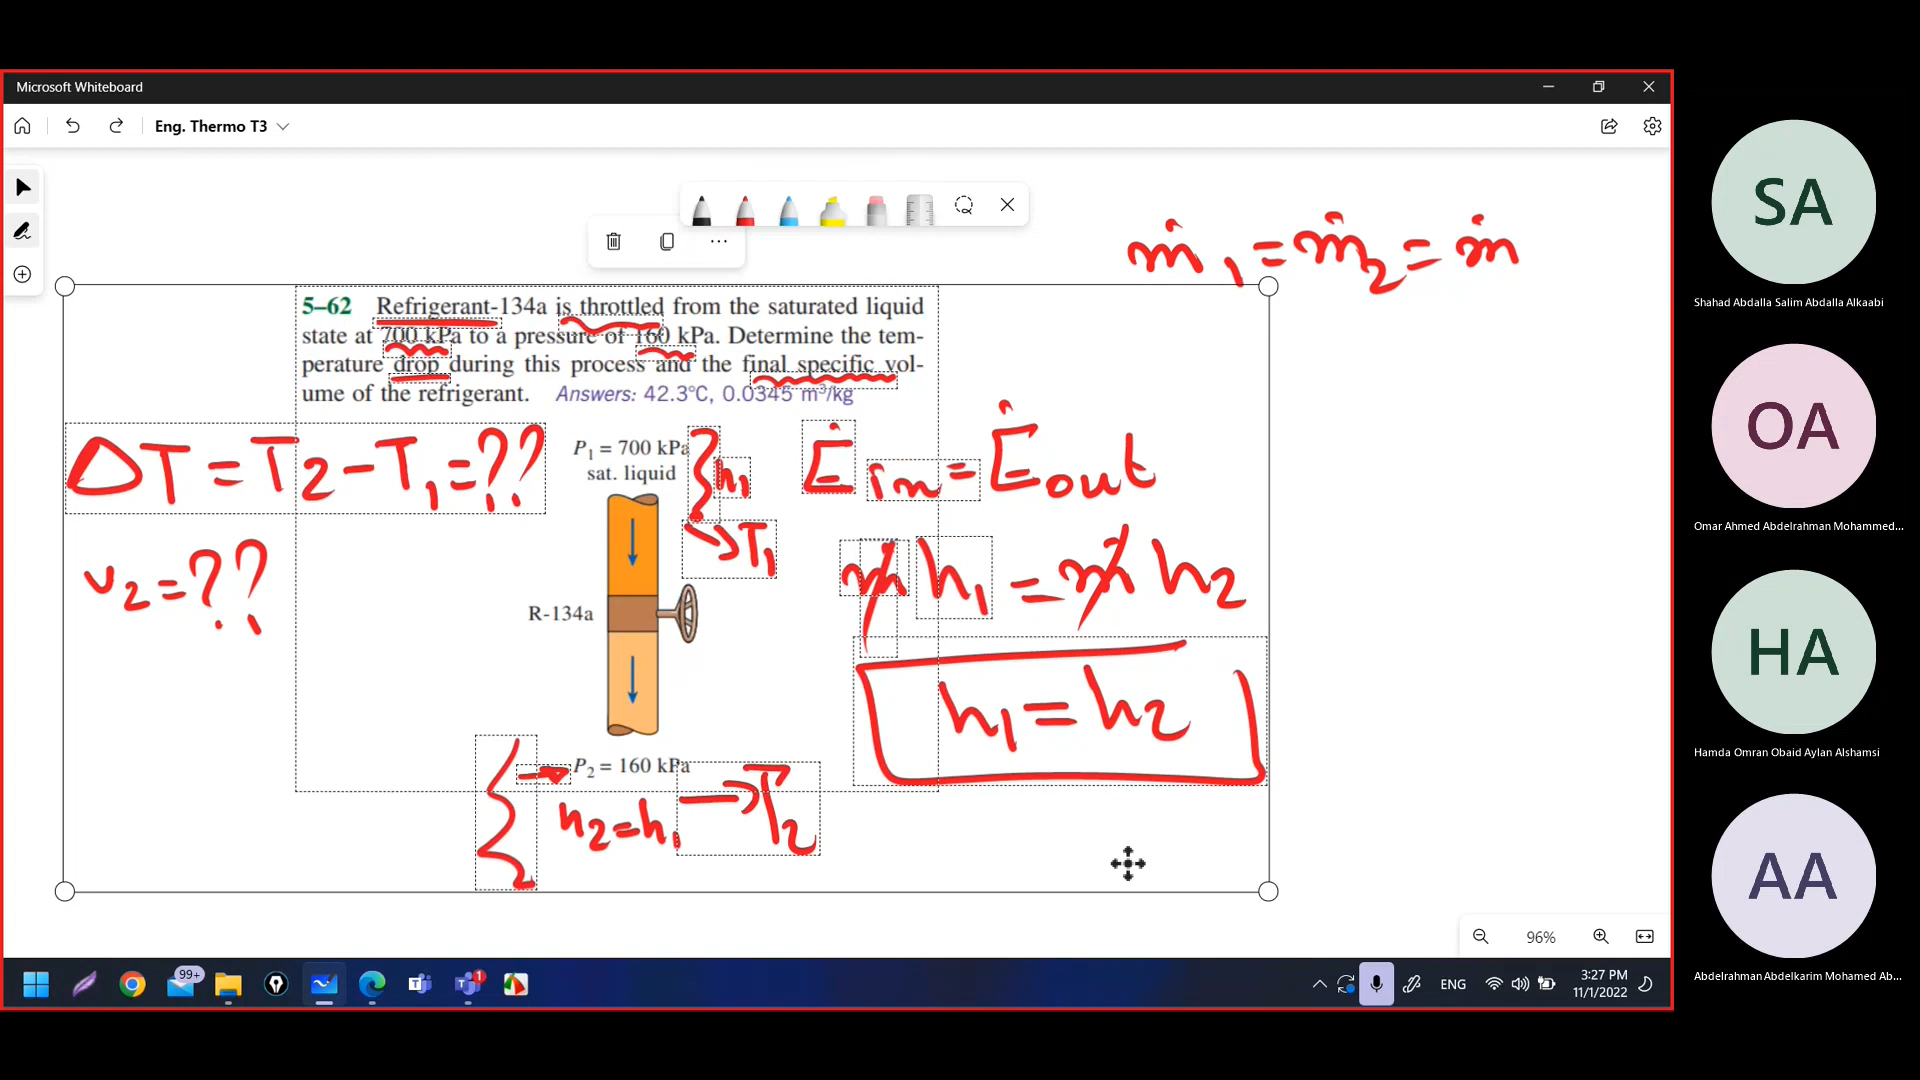 Microsoft Whiteboard
Eng. Thermo T3
ṁ₁ = ṁ₂ = ṁ
5–62 Refrigerant-134a is throttled from the saturated liquid
state at 700 kPa to a pressure of 160 kPa. Determine the tem-
perature drop during this process and the final specific vol-
ume of the refrigerant. Answers: 42.3°C, 0.0345 m³/kg
ΔT = T2 - T₁ = ??
P₁ = 700 kPa
sat. liquid
h₁
→T₁
Ė in = Ė out
v₂ = ??
ṁ h₁ = ṁ h₂
R-134a
h₁ = h₂
P₂ = 160 kPa
h₂ = h₁ → T₂
96%
SA
Shahad Abdalla Salim Abdalla Alkaabi
OA
Omar Ahmed Abdelrahman Mohammed...
HA
Hamda Omran Obaid Aylan Alshamsi
AA
Abdelrahman Abdelkarim Mohamed Ab...
99+
1
ENG
3:27 PM
11/1/2022